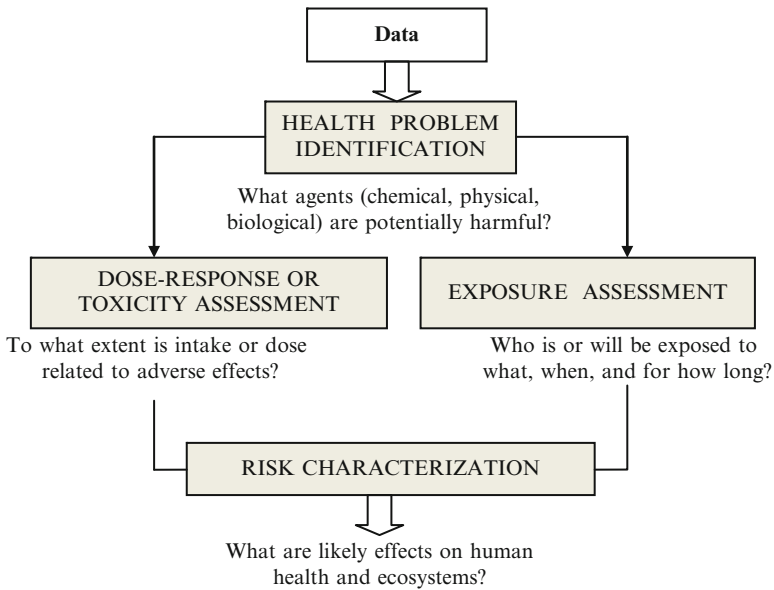 Data
HEALTH PROBLEM
IDENTIFICATION
What agents (chemical, physical,
biological) are potentially harmful?
DOSE-RESPONSE OR
TOXICITY ASSESSMENT
To what extent is intake or dose
related to adverse effects?
EXPOSURE ASSESSMENT
Who is or will be exposed to
what, when, and for how long?
RISK CHARACTERIZATION
What are likely effects on human
health and ecosystems?